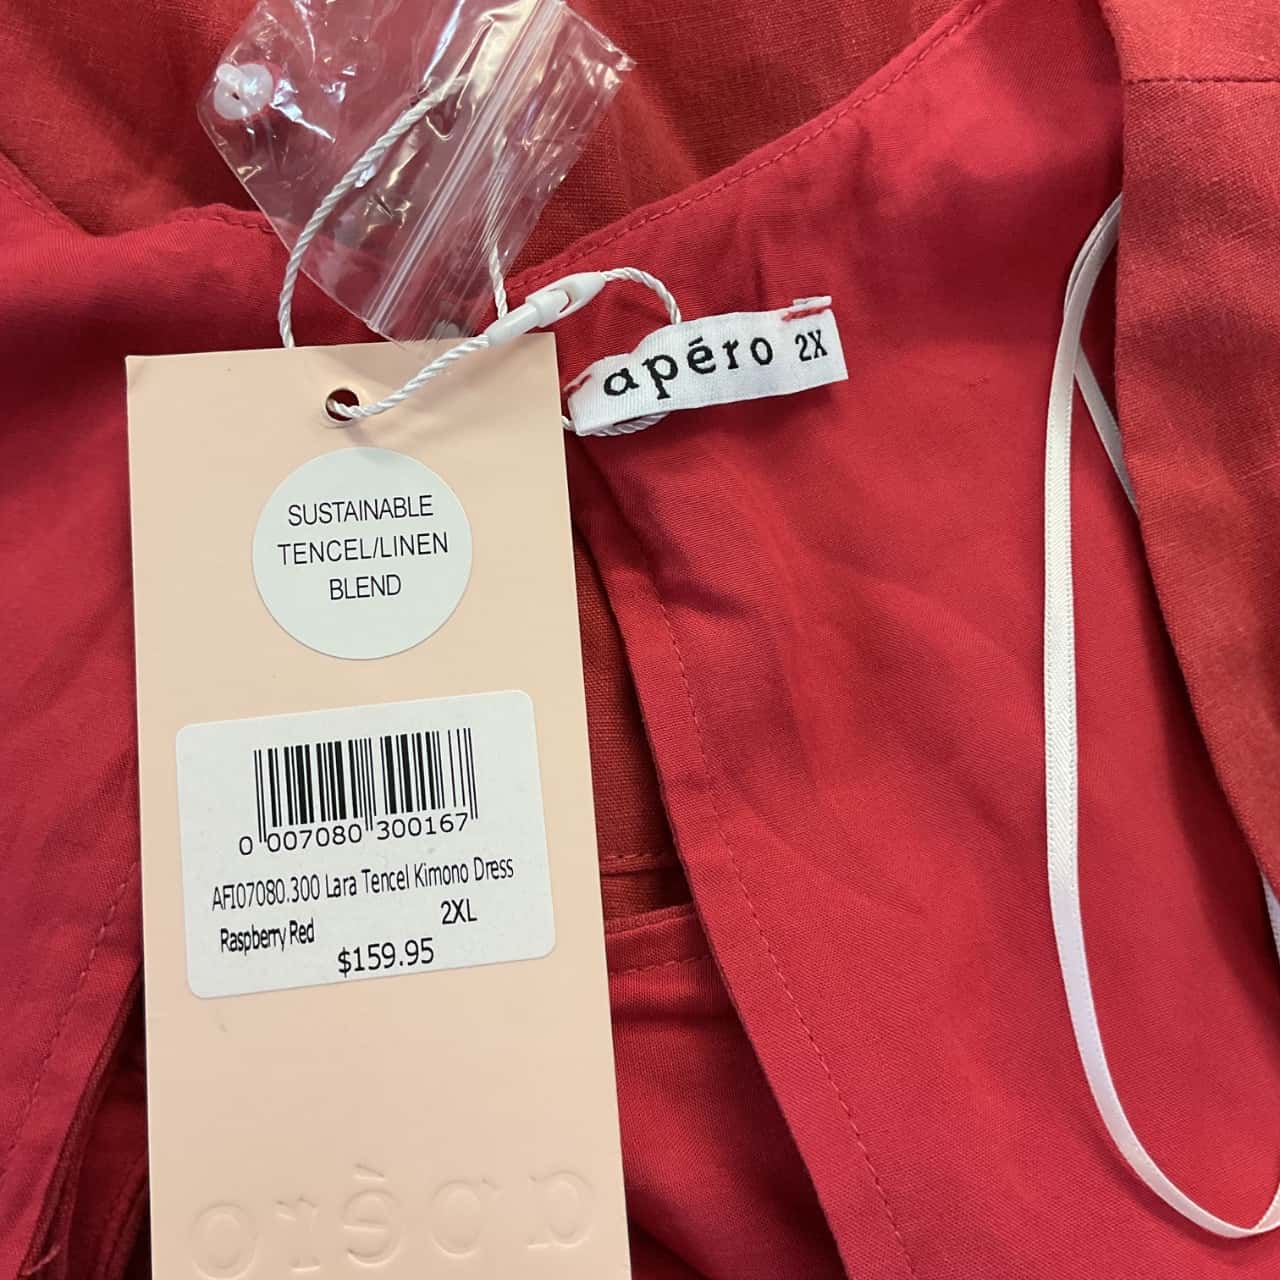 apéro 2X
SUSTAINABLE
TENCEL/LINEN
BLEND
0 007080 300167
AFI07080.300 Lara Tencel Kimono Dress
Raspberry Red 2XL
$159.95
apéro